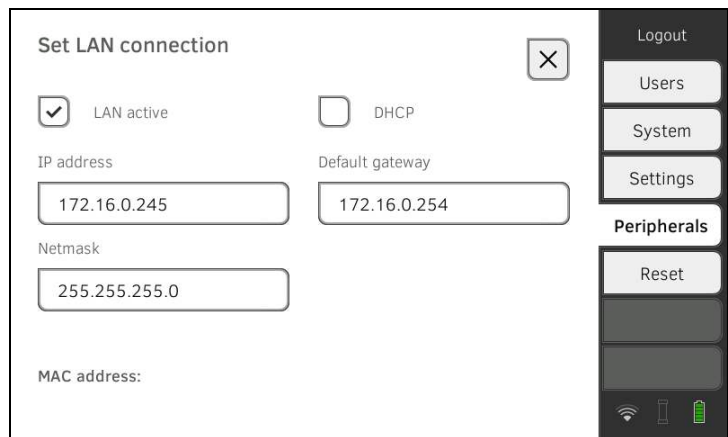 Set LAN connection
LAN active
DHCP
IP address
Default gateway
172.16.0.245
172.16.0.254
Netmask
255.255.255.0
MAC address:
Logout
Users
System
Settings
Peripherals
Reset